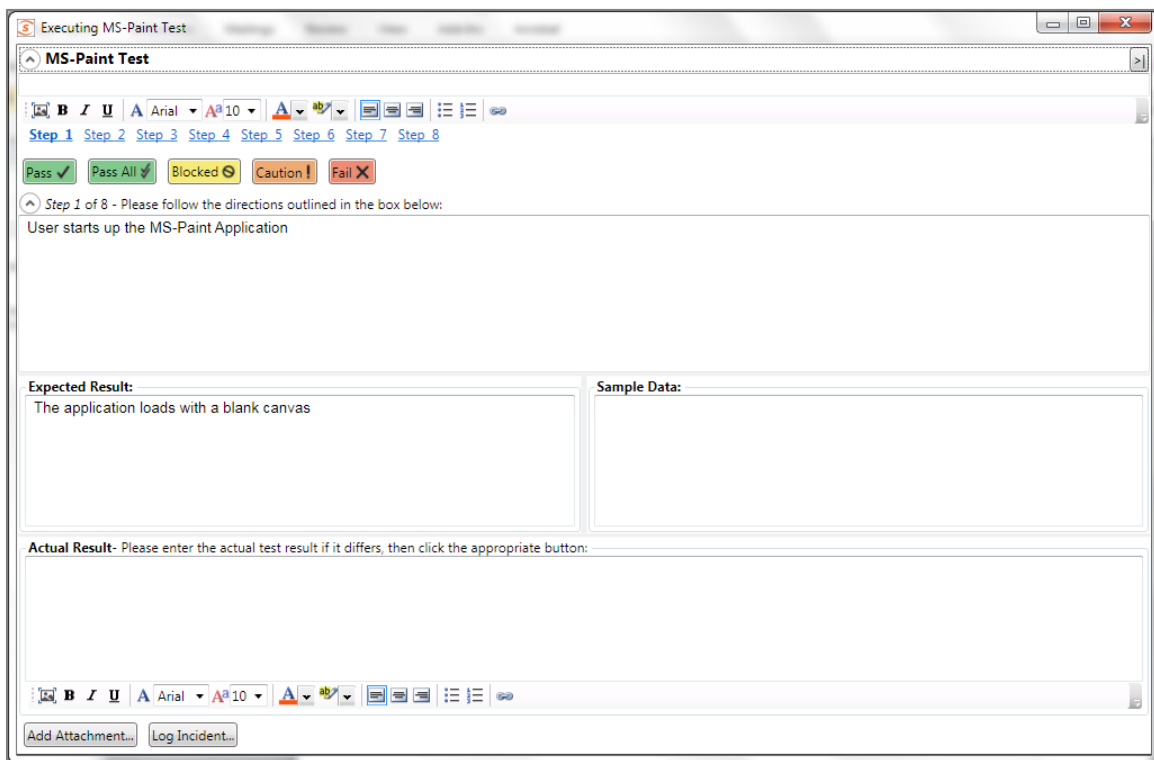 Executing MS-Paint Test
MS-Paint Test
B I U A Arial Aa 10 A ab
Step 1 Step 2 Step 3 Step 4 Step 5 Step 6 Step 7 Step 8
Pass Pass All Blocked Caution ! Fail
Step 1 of 8 - Please follow the directions outlined in the box below:
User starts up the MS-Paint Application
Expected Result: Sample Data:
The application loads with a blank canvas
Actual Result- Please enter the actual test result if it differs, then click the appropriate button:
B I U A Arial Aa 10 A ab
Add Attachment... Log Incident...